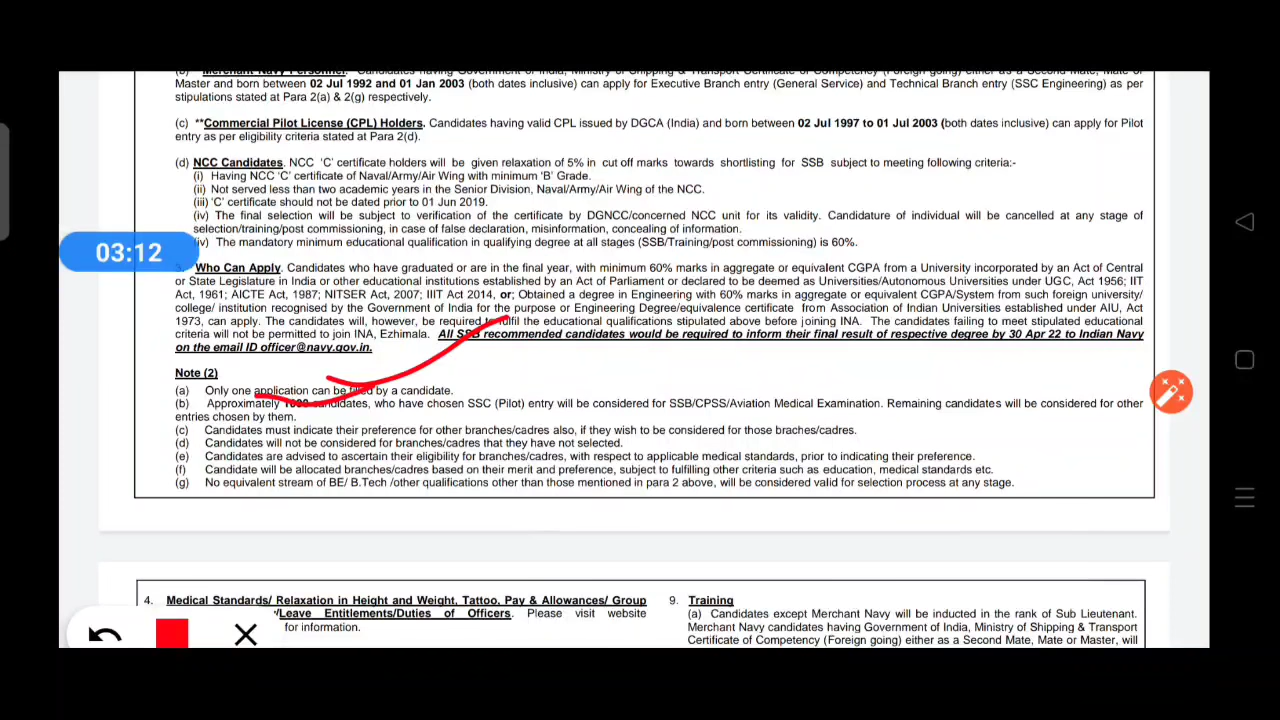 (b) Merchant Navy Personnel. Candidates having Government of India, Ministry of Shipping & Transport Certificate of Competency (Foreign going) either as a Second Mate, Mate or
Master and born between 02 Jul 1992 and 01 Jan 2003 (both dates inclusive) can apply for Executive Branch entry (General Service) and Technical Branch entry (SSC Engineering) as per
stipulations stated at Para 2(a) & 2(g) respectively.
(c) **Commercial Pilot License (CPL) Holders. Candidates having valid CPL issued by DGCA (India) and born between 02 Jul 1997 to 01 Jul 2003 (both dates inclusive) can apply for Pilot
entry as per eligibility criteria stated at Para 2(d).
(d) NCC Candidates. NCC 'C' certificate holders will be given relaxation of 5% in cut off marks towards shortlisting for SSB subject to meeting following criteria:-
(i) Having NCC 'C' certificate of Naval/Army/Air Wing with minimum 'B' Grade.
(ii) Not served less than two academic years in the Senior Division, Naval/Army/Air Wing of the NCC.
(iii) 'C' certificate should not be dated prior to 01 Jun 2019.
(iv) The final selection will be subject to verification of the certificate by DGNCC/concerned NCC unit for its validity. Candidature of individual will be cancelled at any stage of
selection/training/post commissioning, in case of false declaration, misinformation, concealing of information.
iv) The mandatory minimum educational qualification in qualifying degree at all stages (SSB/Training/post commissioning) is 60%.
03:12
Who Can Apply. Candidates who have graduated or are in the final year, with minimum 60% marks in aggregate or equivalent CGPA from a University incorporated by an Act of Central
or State Legislature in India or other educational institutions established by an Act of Parliament or declared to be deemed as Universities/Autonomous Universities under UGC, Act 1956; IIT
Act, 1961; AICTE Act, 1987; NITSER Act, 2007; IIIT Act 2014, or; Obtained a degree in Engineering with 60% marks in aggregate or equivalent CGPA/System from such foreign university/
college/ institution recognised by the Government of India for the purpose or Engineering Degree/equivalence certificate from Association of Indian Universities established under AIU, Act
1973, can apply. The candidates will, however, be required to fulfil the educational qualifications stipulated above before joining INA. The candidates failing to meet stipulated educational
criteria will not be permitted to join INA, Ezhimala. All SSB recommended candidates would be required to inform their final result of respective degree by 30 Apr 22 to Indian Navy
on the email ID officer@navy.gov.in.
Note (2)
(a) Only one application can be filled by a candidate.
(b) Approximately 1000 candidates, who have chosen SSC (Pilot) entry will be considered for SSB/CPSS/Aviation Medical Examination. Remaining candidates will be considered for other
entries chosen by them.
(c) Candidates must indicate their preference for other branches/cadres also, if they wish to be considered for those braches/cadres.
(d) Candidates will not be considered for branches/cadres that they have not selected.
(e) Candidates are advised to ascertain their eligibility for branches/cadres, with respect to applicable medical standards, prior to indicating their preference.
(f) Candidate will be allocated branches/cadres based on their merit and preference, subject to fulfilling other criteria such as education, medical standards etc.
(g) No equivalent stream of BE/ B.Tech /other qualifications other than those mentioned in para 2 above, will be considered valid for selection process at any stage.
4. Medical Standards/ Relaxation in Height and Weight, Tattoo, Pay & Allowances/ Group
/Leave Entitlements/Duties of Officers. Please visit website
for information.
9. Training
(a) Candidates except Merchant Navy will be inducted in the rank of Sub Lieutenant.
Merchant Navy candidates having Government of India, Ministry of Shipping & Transport
Certificate of Competency (Foreign going) either as a Second Mate, Mate or Master, will